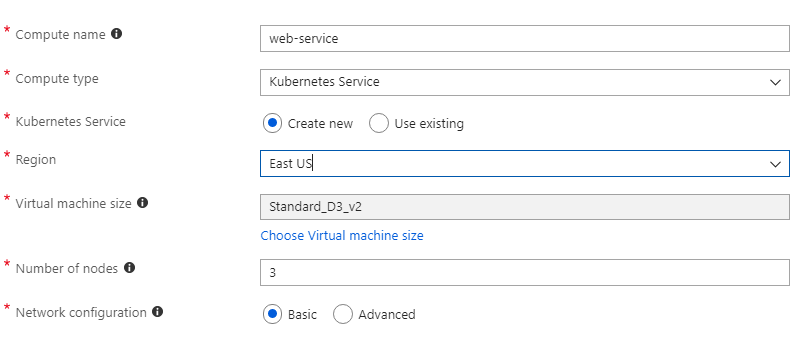 * Compute name
web-service
* Compute type
Kubernetes Service
* Kubernetes Service
Create new
Use existing
* Region
East US
* Virtual machine size
Standard_D3_v2
Choose Virtual machine size
* Number of nodes
3
* Network configuration
Basic
Advanced